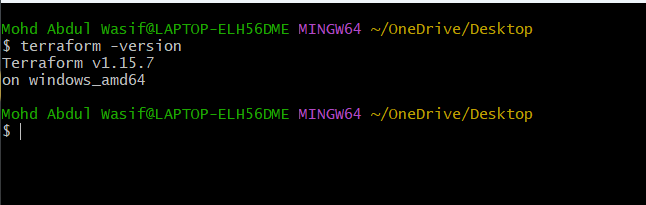 Mohd Abdul Wasif@LAPTOP-ELH56DME MINGW64 ~/OneDrive/Desktop
$ terraform -version
Terraform v1.15.7
on windows_amd64
Mohd Abdul Wasif@LAPTOP-ELH56DME MINGW64 ~/OneDrive/Desktop
$